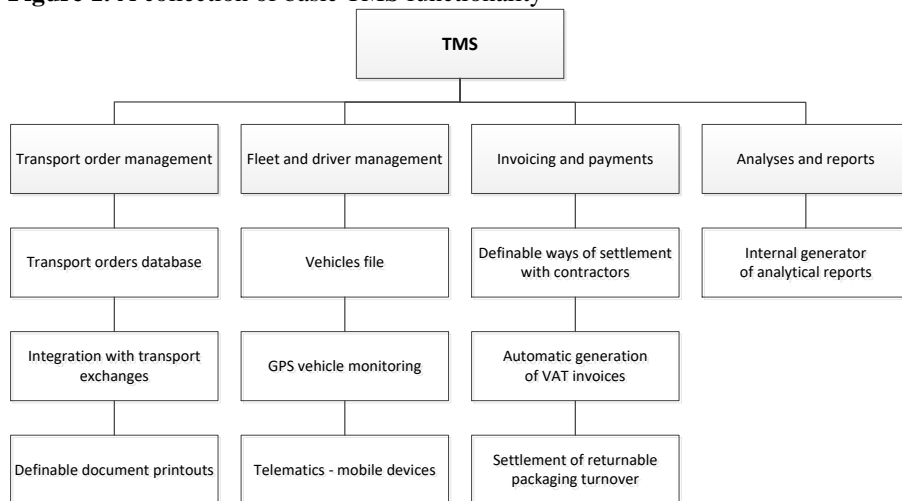 Figure 1. A collection of basic TMS functionality
TMS
Transport order management
Fleet and driver management
Invoicing and payments
Analyses and reports
Transport orders database
Vehicles file
Definable ways of settlement
with contractors
Internal generator
of analytical reports
Integration with transport
exchanges
GPS vehicle monitoring
Automatic generation
of VAT invoices
Definable document printouts
Telematics - mobile devices
Settlement of returnable
packaging turnover